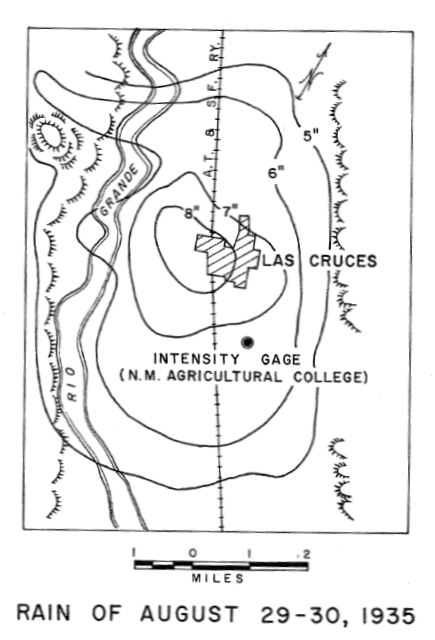 A.T. & S.F. RY.
N
5"
6"
GRANDE
8"
7"
LAS CRUCES
INTENSITY GAGE
(N.M. AGRICULTURAL COLLEGE)
RIO
1 0 1 2
MILES
RAIN OF AUGUST 29-30, 1935